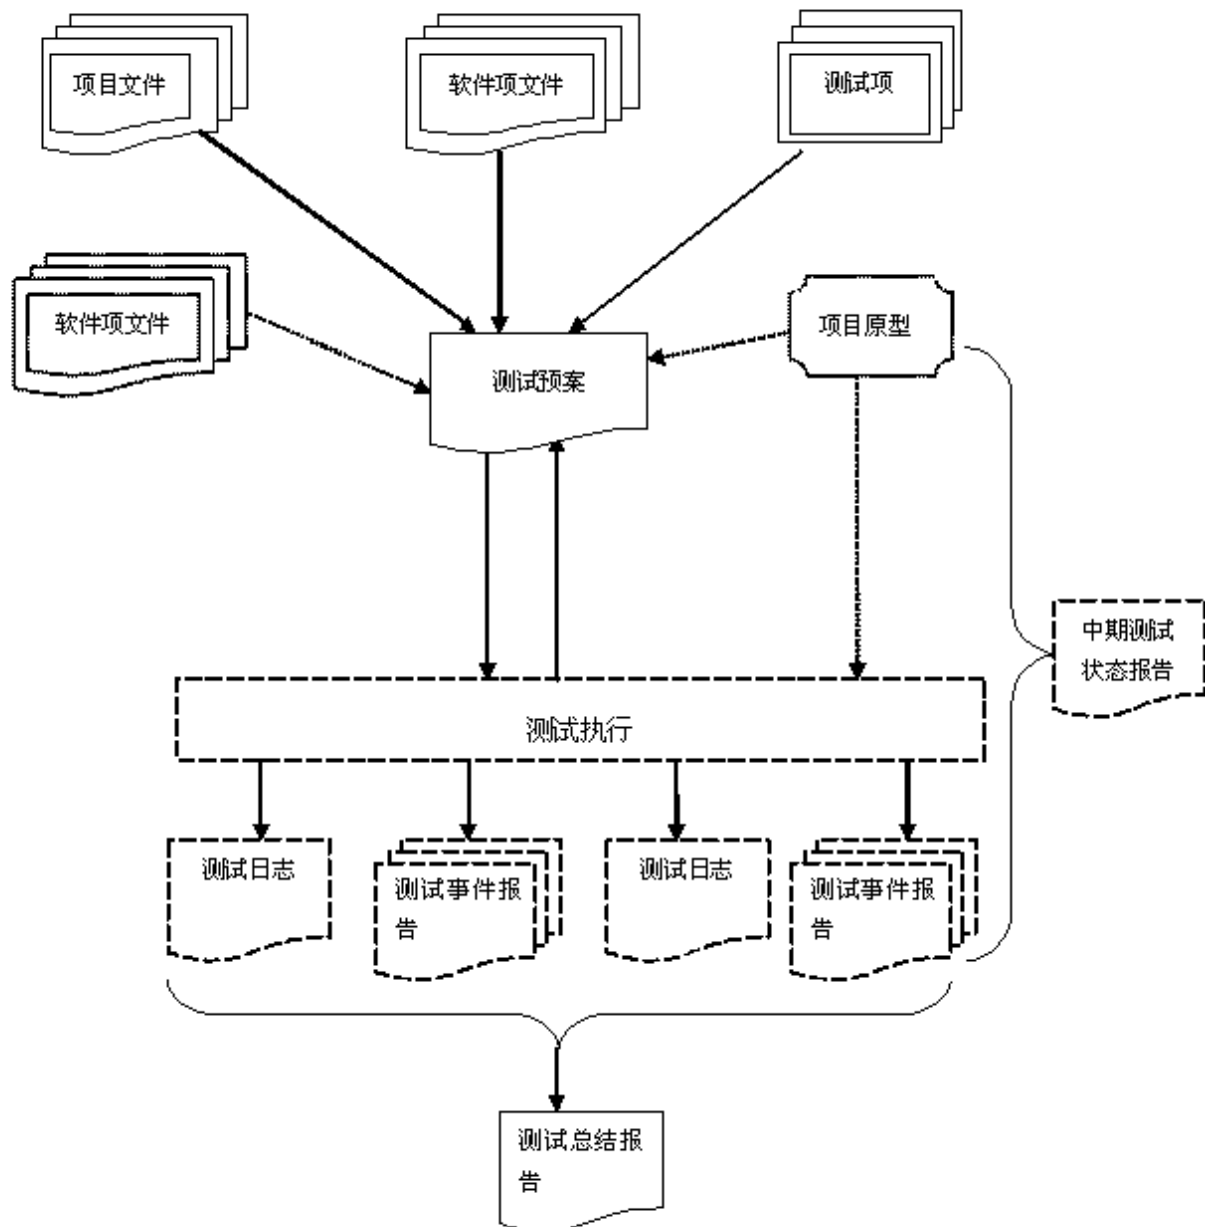 项目文件
软件项文件
测试项
软件项文件
项目原型
测试预案
中期测试
状态报告
测试执行
测试日志
测试事件报
告
测试日志
测试事件报
告
测试总结报
告